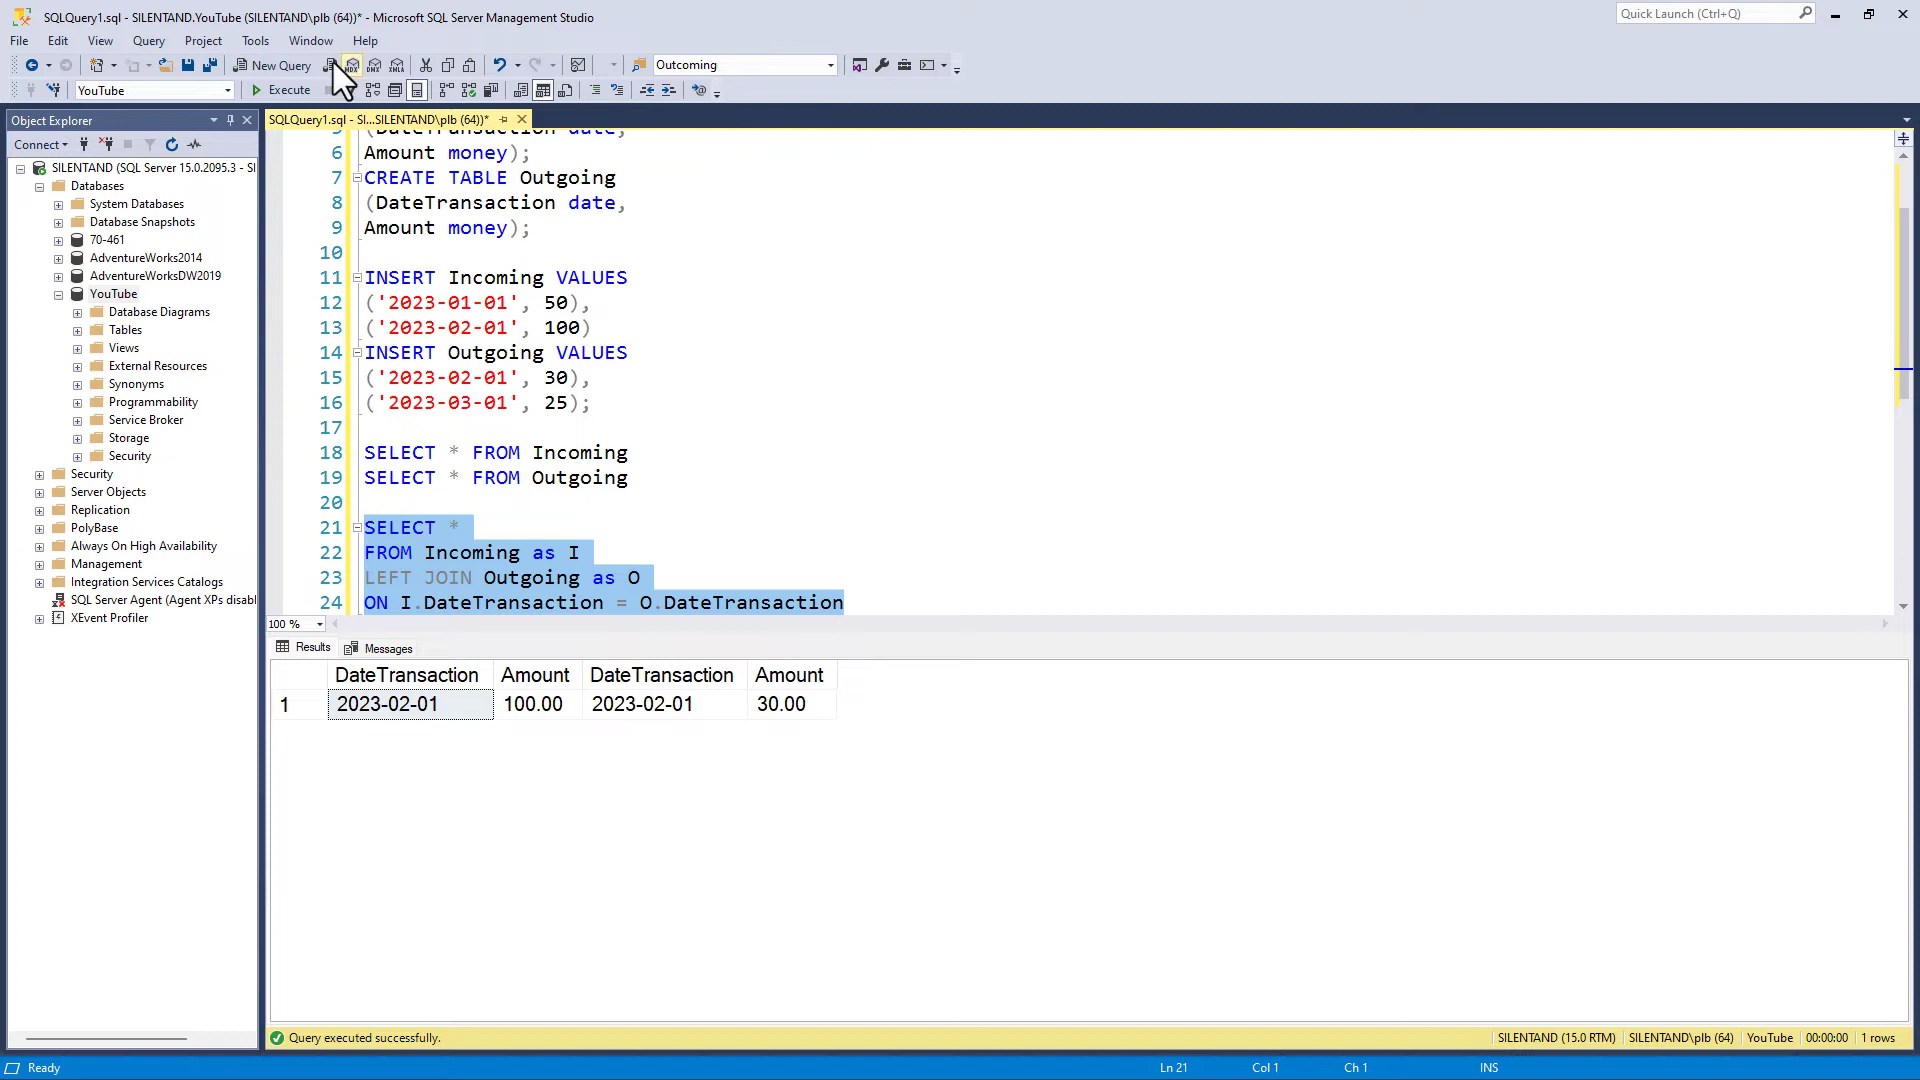 SQLQuery1.sql - SILENTAND.YouTube (SILENTAND\plb (64))* - Microsoft SQL Server Management Studio
Quick Launch (Ctrl+Q)
File Edit View Query Project Tools Window Help
New Query MDX DMX XMLA Outcoming
YouTube Execute
Object Explorer
SQLQuery1.sql - SI...SILENTAND\plb (64))*
Connect
SILENTAND (SQL Server 15.0.2095.3 - SI
Databases
System Databases
Database Snapshots
70-461
AdventureWorks2014
AdventureWorksDW2019
YouTube
Database Diagrams
Tables
Views
External Resources
Synonyms
Programmability
Service Broker
Storage
Security
Security
Server Objects
Replication
PolyBase
Always On High Availability
Management
Integration Services Catalogs
SQL Server Agent (Agent XPs disabl
XEvent Profiler
5 (DateTransaction date,
6 Amount money);
7 CREATE TABLE Outgoing
8 (DateTransaction date,
9 Amount money);
10
11 INSERT Incoming VALUES
12 ('2023-01-01', 50),
13 ('2023-02-01', 100)
14 INSERT Outgoing VALUES
15 ('2023-02-01', 30),
16 ('2023-03-01', 25);
17
18 SELECT * FROM Incoming
19 SELECT * FROM Outgoing
20
21 SELECT *
22 FROM Incoming as I
23 LEFT JOIN Outgoing as O
24 ON I.DateTransaction = O.DateTransaction
100 %
Results Messages
DateTransaction Amount DateTransaction Amount
1 2023-02-01 100.00 2023-02-01 30.00
Query executed successfully. SILENTAND (15.0 RTM) SILENTAND\plb (64) YouTube 00:00:00 1 rows
Ready Ln 21 Col 1 Ch 1 INS